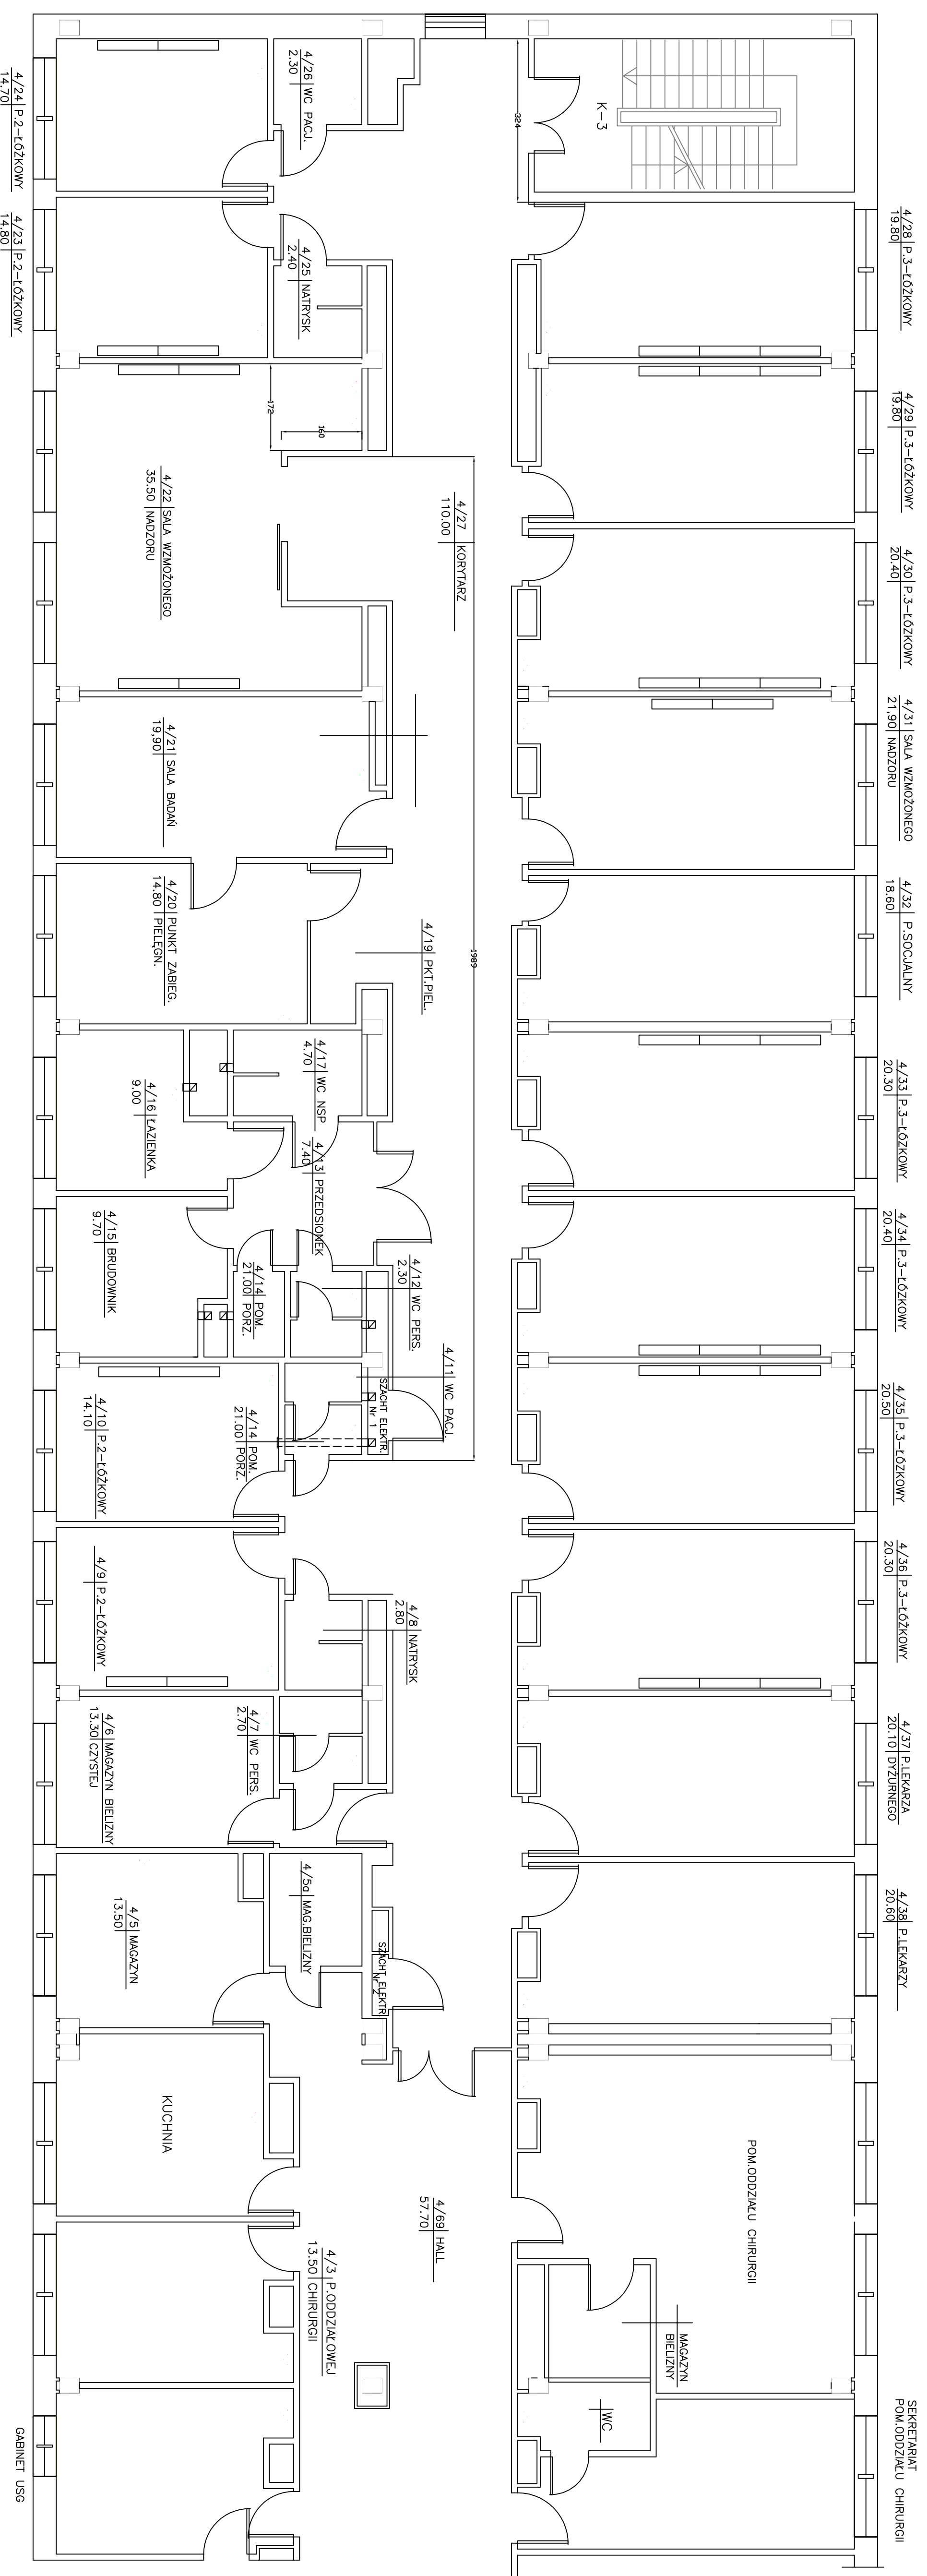 4/28 P.3-ŁÓŻKOWY
19.80
4/29 P.3-ŁÓŻKOWY
19.80
4/30 P.3-ŁÓŻKOWY
20.40
4/31 SALA WZMOŻONEGO
21,90 NADZORU
4/32 P.SOCJALNY
18.60
4/33 P.3-ŁÓŻKOWY
20.30
4/34 P.3-ŁÓŻKOWY
20.40
4/35 P.3-ŁÓŻKOWY
20.50
4/36 P.3-ŁÓŻKOWY
20.30
4/37 P.LEKARZA
20.10 DYŻURNEGO
4/38 P.LEKARZY
20.60
SEKRETARIAT
POM.ODDZIAŁU CHIRURGII
POM.ODDZIAŁU CHIRURGII
MAGAZYN
BIELIZNY
WC
K-3
324
4/27 KORYTARZ
110.00
1989
4/19 PKT.PIEL.
4/12 WC PERS.
2.30
4/11 WC PACJ.
SZACHT ELEKTR.
Nr 1
4/8 NATRYSK
2.80
SZACHT ELEKTR.
Nr 2
4/69 HALL
57.70
4/26 WC PACJ.
2.30
4/25 NATRYSK
2.40
172
160
4/17 WC NSP
4.70
4/13 PRZEDSIONEK
7.40
4/14 POM.
21.00 PORZ.
4/14 POM.
21.00 PORZ.
4/7 WC PERS.
2.70
4/5a MAG.BIELIZNY
4/3 P.ODDZIAŁOWEJ
13.50 CHIRURGII
4/22 SALA WZMOŻONEGO
35.50 NADZORU
4/21 SALA BADAŃ
19,90
4/20 PUNKT ZABIEG.
14.80 PIELĘGN.
4/16 ŁAZIENKA
9.00
4/15 BRUDOWNIK
9.70
4/10 P.2-ŁÓŻKOWY
14.10
4/9 P.2-ŁÓŻKOWY
4/6 MAGAZYN BIELIZNY
13.30 CZYSTEJ
4/5 MAGAZYN
13.50
KUCHNIA
4/24 P.2-ŁÓŻKOWY
14.70
4/23 P.2-ŁÓŻKOWY
14.80
GABINET USG